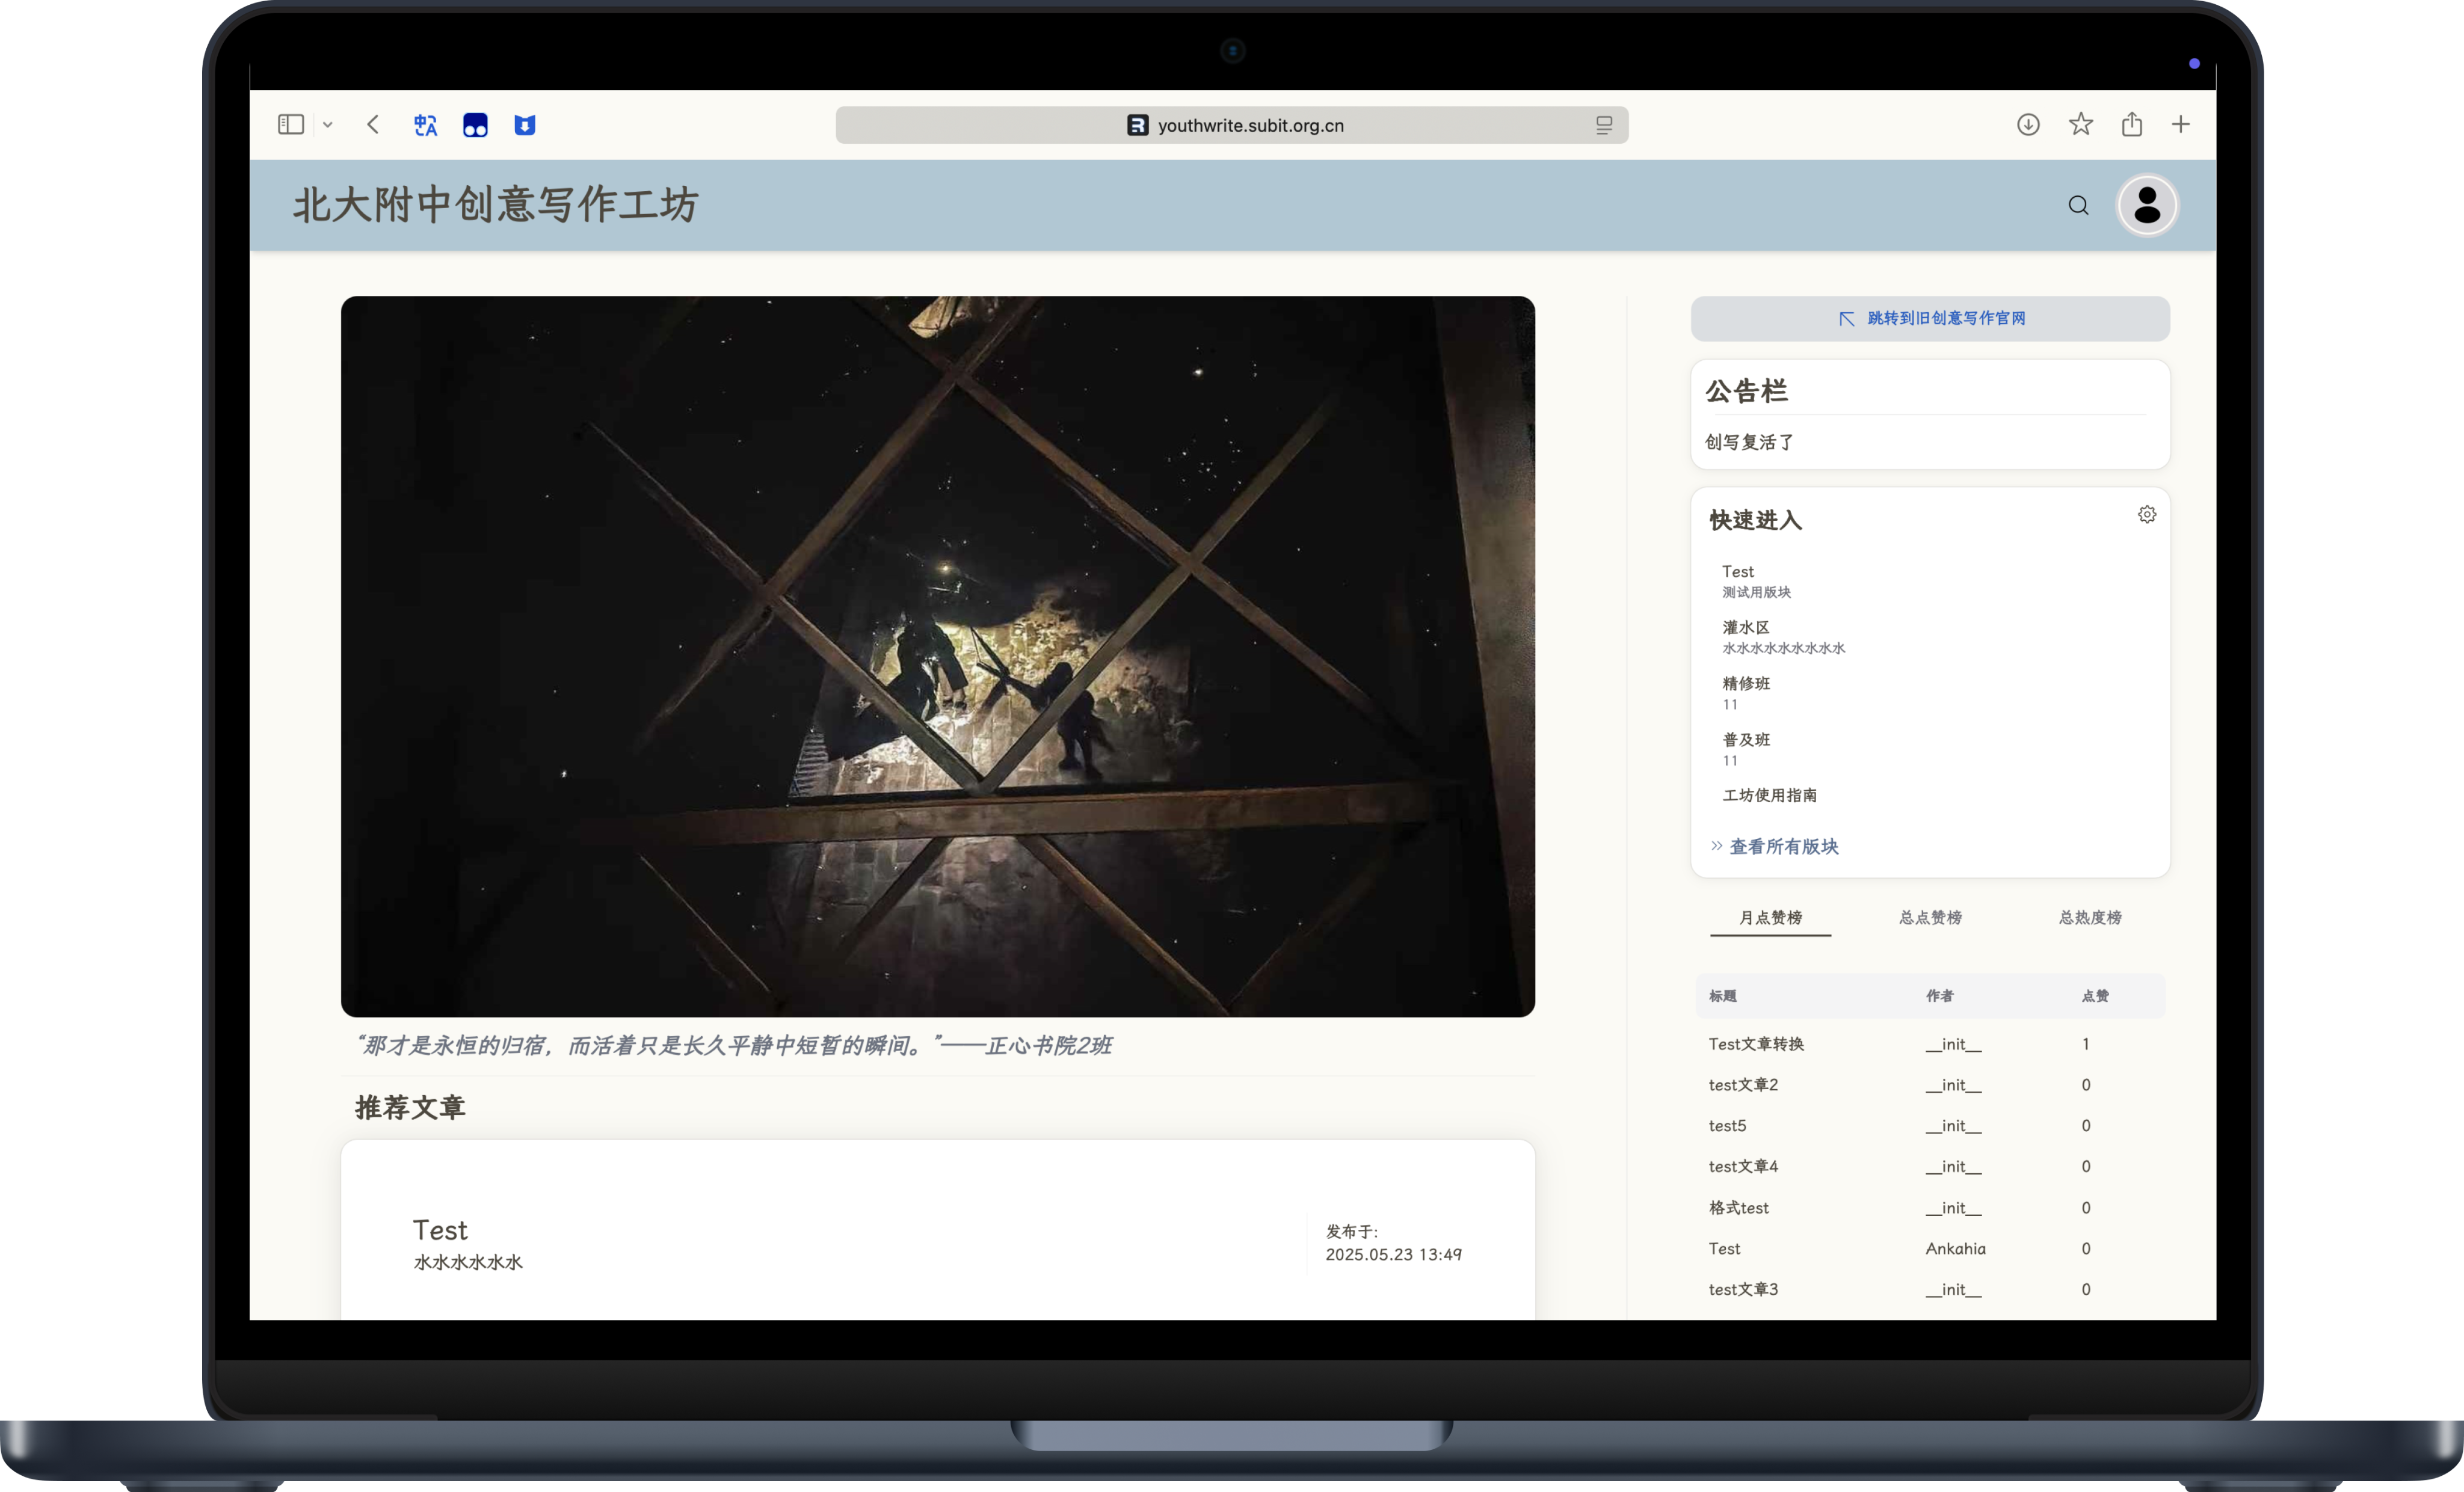 youthwrite.subit.org.cn
北大附中创意写作工坊
“那才是永恒的归宿，而活着只是长久平静中短暂的瞬间。”——正心书院2班
推荐文章
Test
水水水水水水
发布于:
2025.05.23 13:49
跳转到旧创意写作官网
公告栏
创写复活了
快速进入
Test
测试用版块
灌水区
水水水水水水水水水
精修班
11
普及班
11
工坊使用指南
查看所有版块
月点赞榜 总点赞榜 总热度榜
标题 作者 点赞
Test文章转换 __init__ 1
test文章2 __init__ 0
test5 __init__ 0
test文章4 __init__ 0
格式test __init__ 0
Test Ankahia 0
test文章3 __init__ 0